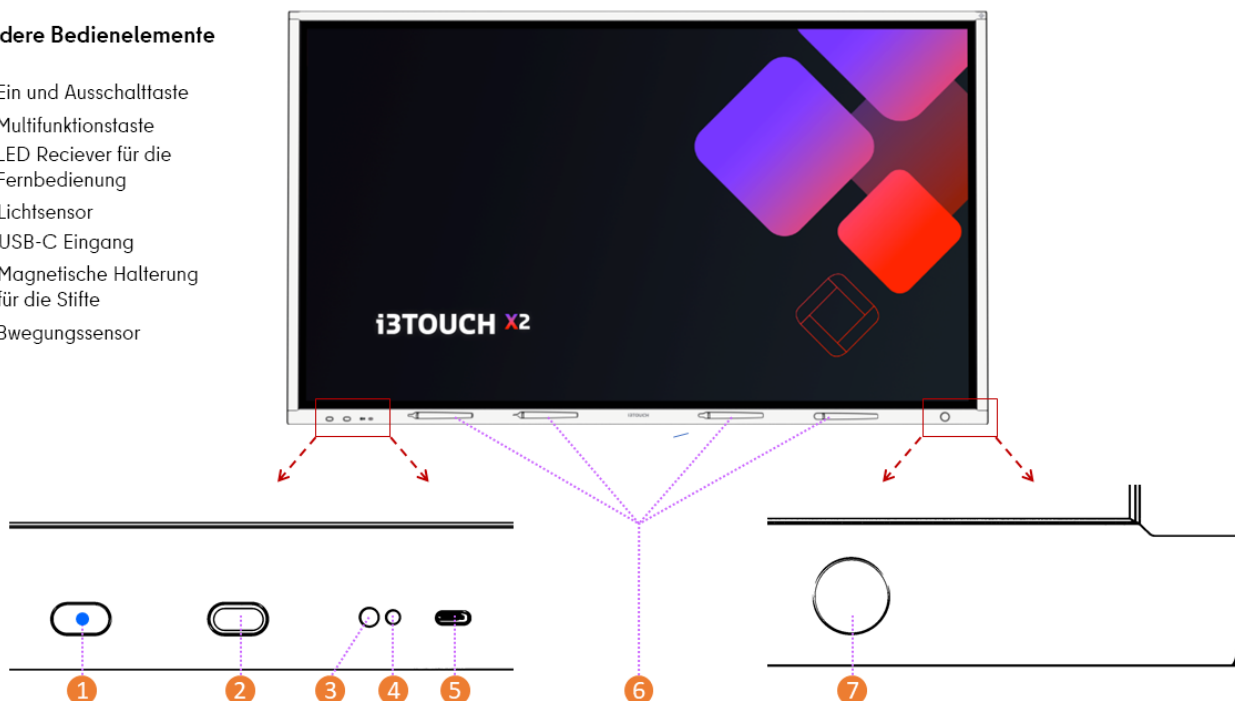 dere Bedienelemente
Ein und Ausschalttaste
Multifunktionstaste
LED Reciever für die
Fernbedienung
Lichtsensor
USB-C Eingang
Magnetische Halterung
für die Stifte
Bwegungssensor
i3TOUCH X2
i3TOUCH
1
2
3
4
5
6
7